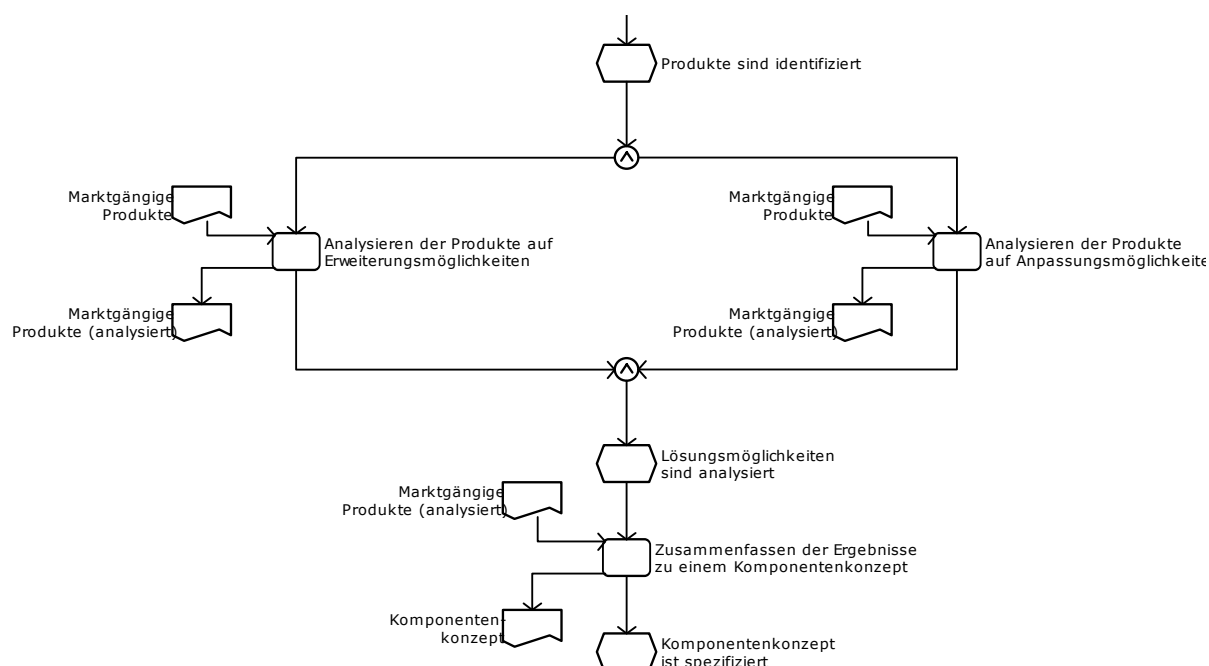 Produkte sind identifiziert
Marktgängige
Produkte
Analysieren der Produkte auf
Erweiterungsmöglichkeiten
Marktgängige
Produkte (analysiert)
Marktgängige
Produkte
Analysieren der Produkte
auf Anpassungsmöglichkeite
Marktgängige
Produkte (analysiert)
Lösungsmöglichkeiten
sind analysiert
Marktgängige
Produkte (analysiert)
Zusammenfassen der Ergebnisse
zu einem Komponentenkonzept
Komponenten-
konzept
Komponentenkonzept
ist spezifiziert